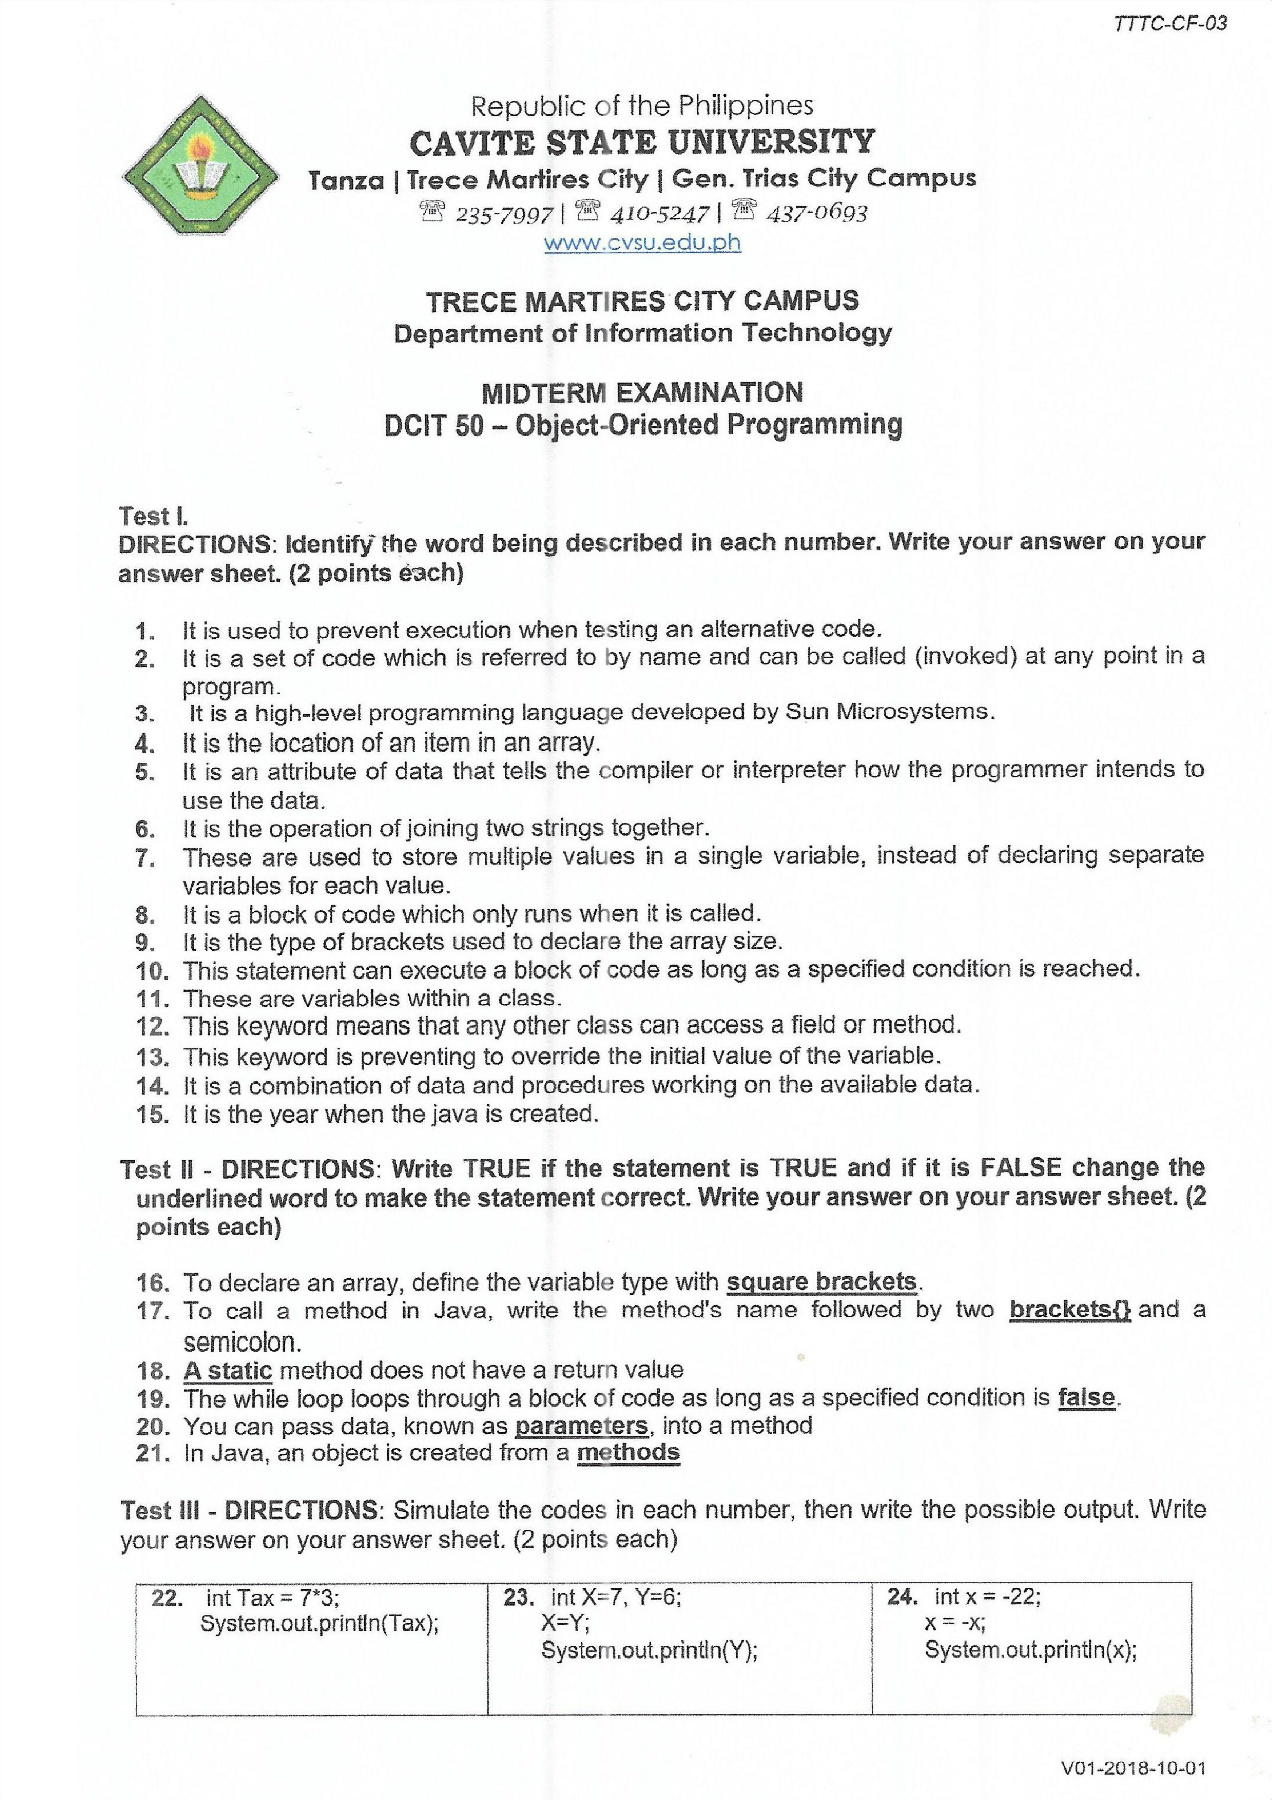 TTTC-CF-03
Republic of the Philippines
CAVITE STATE UNIVERSITY
Tanza | Trece Martires City | Gen. Trias City Campus
☏ 235-7997 | ☏ 410-5247 | ☏ 437-0693
www.cvsu.edu.ph
TRECE MARTIRES CITY CAMPUS
Department of Information Technology
MIDTERM EXAMINATION
DCIT 50 – Object-Oriented Programming
Test I.
DIRECTIONS: Identify the word being described in each number. Write your answer on your
answer sheet. (2 points each)
1. It is used to prevent execution when testing an alternative code.
2. It is a set of code which is referred to by name and can be called (invoked) at any point in a
program.
3. It is a high-level programming language developed by Sun Microsystems.
4. It is the location of an item in an array.
5. It is an attribute of data that tells the compiler or interpreter how the programmer intends to
use the data.
6. It is the operation of joining two strings together.
7. These are used to store multiple values in a single variable, instead of declaring separate
variables for each value.
8. It is a block of code which only runs when it is called.
9. It is the type of brackets used to declare the array size.
10. This statement can execute a block of code as long as a specified condition is reached.
11. These are variables within a class.
12. This keyword means that any other class can access a field or method.
13. This keyword is preventing to override the initial value of the variable.
14. It is a combination of data and procedures working on the available data.
15. It is the year when the java is created.
Test II - DIRECTIONS: Write TRUE if the statement is TRUE and if it is FALSE change the
underlined word to make the statement correct. Write your answer on your answer sheet. (2
points each)
16. To declare an array, define the variable type with square brackets.
17. To call a method in Java, write the method's name followed by two brackets{} and a
semicolon.
18. A static method does not have a return value
19. The while loop loops through a block of code as long as a specified condition is false.
20. You can pass data, known as parameters, into a method
21. In Java, an object is created from a methods
Test III - DIRECTIONS: Simulate the codes in each number, then write the possible output. Write
your answer on your answer sheet. (2 points each)
22. int Tax = 7*3;
System.out.println(Tax);
23. int X=7, Y=6;
X=Y;
System.out.println(Y);
24. int x = -22;
x = -x;
System.out.println(x);
V01-2018-10-01